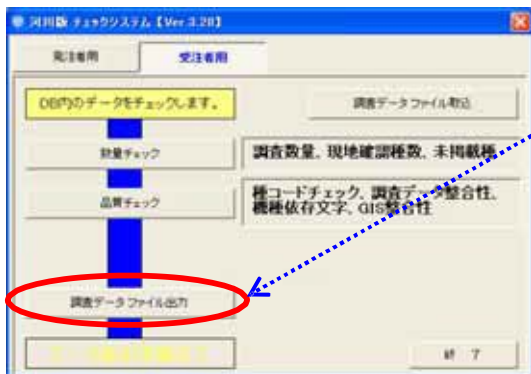 河川版 チェックシステム【Ver 3.20】
発注者用
受注者用
DB内のデータをチェックします。
調査データファイル取込
数量チェック
調査数量、現地確認種数、未掲載種
品質チェック
種コードチェック、調査データ整合性、
機種依存文字、GIS整合性
調査データファイル出力
終 了